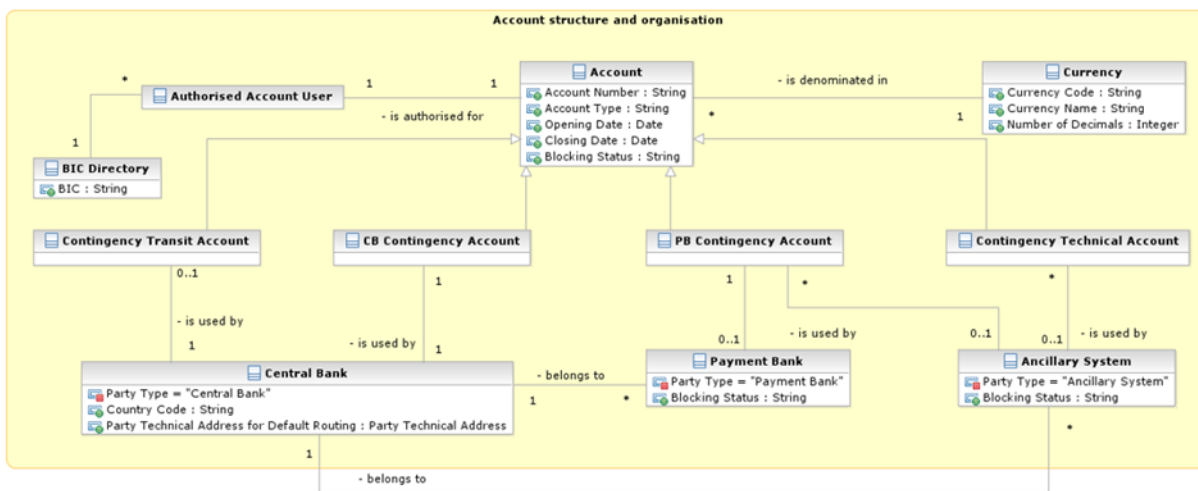 Account structure and organisation
Account
Account Number : String
Account Type : String
Opening Date : Date
Closing Date : Date
Blocking Status : String
Currency
Currency Code : String
Currency Name : String
Number of Decimals : Integer
- is denominated in
*
1
Authorised Account User
1
1
- is authorised for
*
1
BIC Directory
BIC : String
Contingency Transit Account
CB Contingency Account
PB Contingency Account
Contingency Technical Account
0..1
- is used by
1
1
- is used by
1
1
0..1
*
- is used by
0..1
*
0..1
- is used by
Central Bank
Party Type = "Central Bank"
Country Code : String
Party Technical Address for Default Routing : Party Technical Address
- belongs to
1
*
Payment Bank
Party Type = "Payment Bank"
Blocking Status : String
Ancillary System
Party Type = "Ancillary System"
Blocking Status : String
*
1
- belongs to